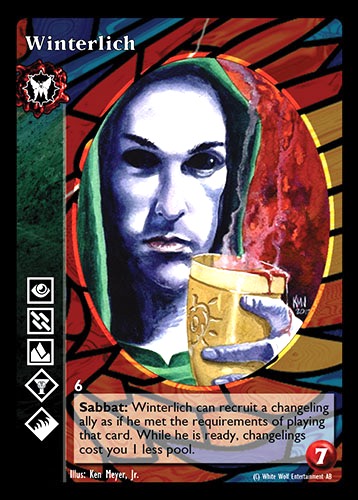 Winterlich
KMJ
6
Sabbat: Winterlich can recruit a changeling
ally as if he met the requirements of playing
that card. While he is ready, changelings
cost you 1 less pool.
7
Illus: Ken Meyer, Jr.
(C) White Wolf Entertainment AB